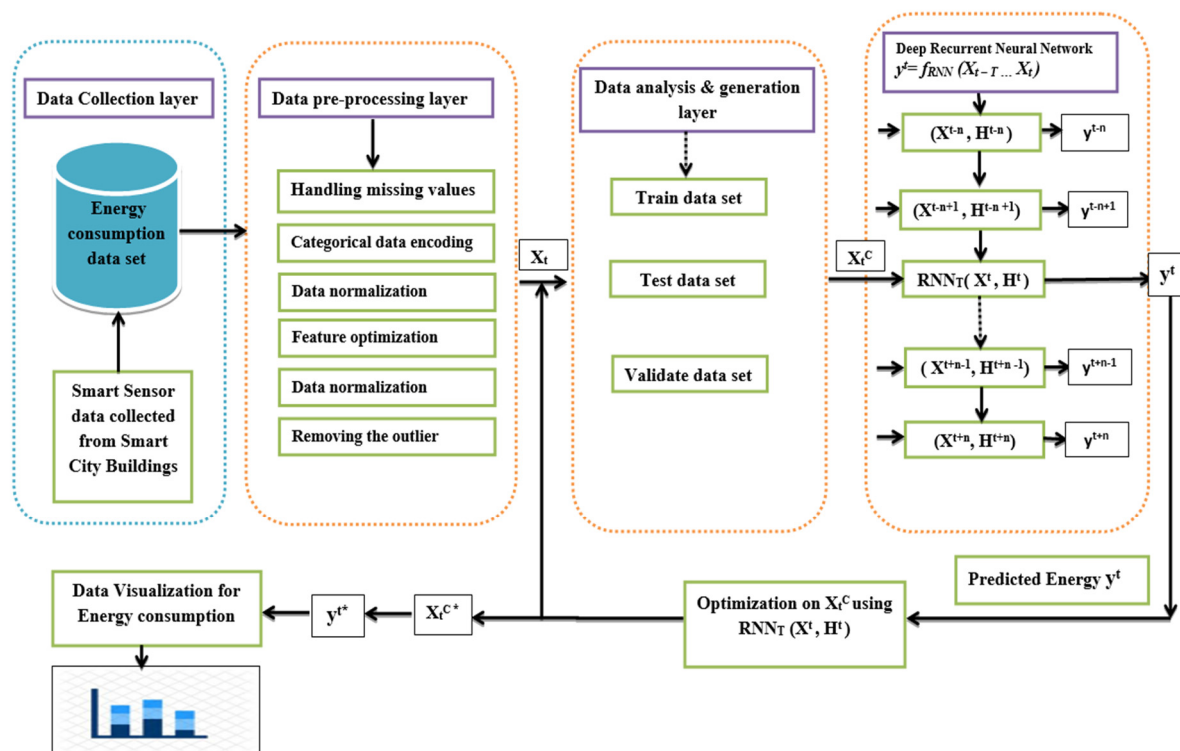 Data Collection layer
Energy
consumption
data set
Smart Sensor
data collected
from Smart
City Buildings
Data pre-processing layer
Handling missing values
Categorical data encoding
Data normalization
Feature optimization
Data normalization
Removing the outlier
Xₜ
Data analysis & generation
layer
Train data set
Test data set
Validate data set
XₜC
Deep Recurrent Neural Network
yᵗ= fRNN (Xₜ₋T ... Xₜ)
(Xᵗ⁻ⁿ , Hᵗ⁻ⁿ)
yᵗ⁻ⁿ
(Xᵗ⁻ⁿ⁺¹ , Hᵗ⁻ⁿ⁺¹)
yᵗ⁻ⁿ⁺¹
RNNT( Xᵗ, Hᵗ)
yᵗ
( Xᵗ⁺ⁿ⁻¹, Hᵗ⁺ⁿ⁻¹)
yᵗ⁺ⁿ⁻¹
(Xᵗ⁺ⁿ, Hᵗ⁺ⁿ)
yᵗ⁺ⁿ
Predicted Energy yᵗ
Optimization on XₜC using
RNNT (Xᵗ, Hᵗ)
XₜC *
yᵗ*
Data Visualization for
Energy consumption